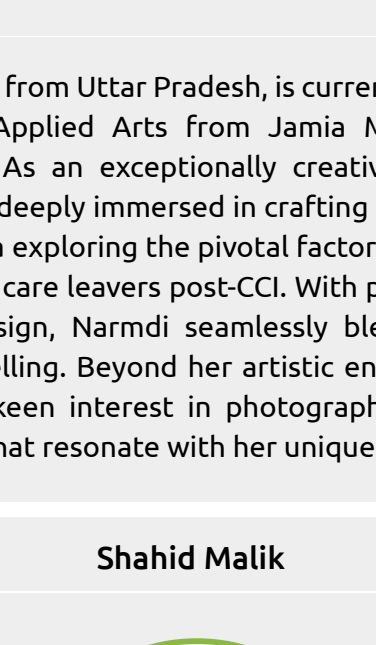 from Uttar Pradesh, is curre
Applied Arts from Jamia
As an exceptionally creativ
deeply immersed in crafting
exploring the pivotal factor
care leavers post-CCI. With
sign, Narmdi seamlessly ble
lling. Beyond her artistic en
keen interest in photograph
hat resonate with her unique
Shahid Malik